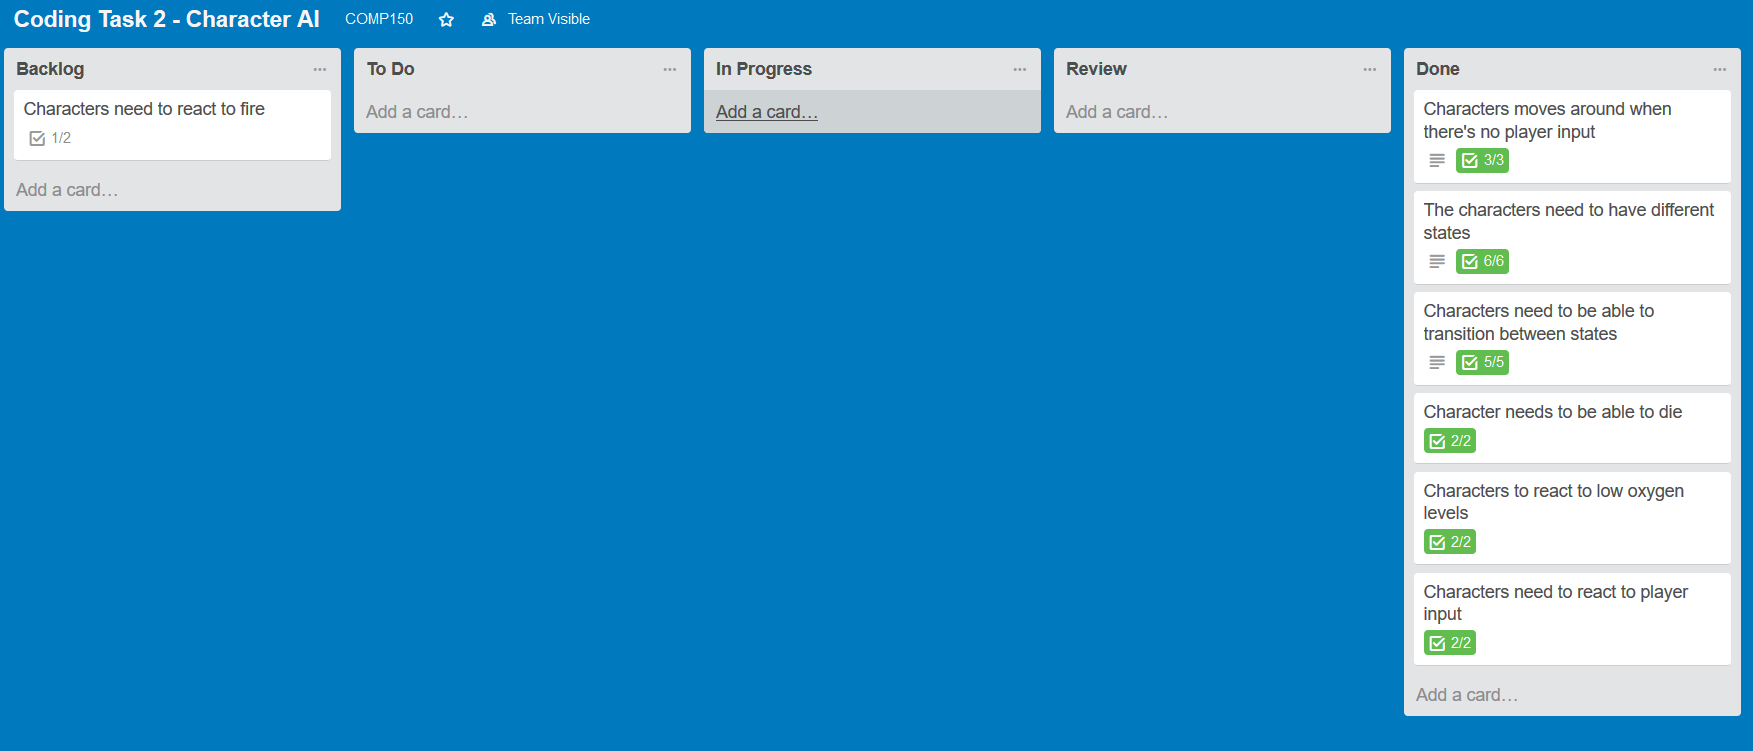 Coding Task 2 - Character AI COMP150 Team Visible
Backlog
Characters need to react to fire
1/2
Add a card…
To Do
Add a card…
In Progress
Add a card…
Review
Add a card…
Done
Characters moves around when
there's no player input
3/3
The characters need to have different
states
6/6
Characters need to be able to
transition between states
5/5
Character needs to be able to die
2/2
Characters to react to low oxygen
levels
2/2
Characters need to react to player
input
2/2
Add a card…